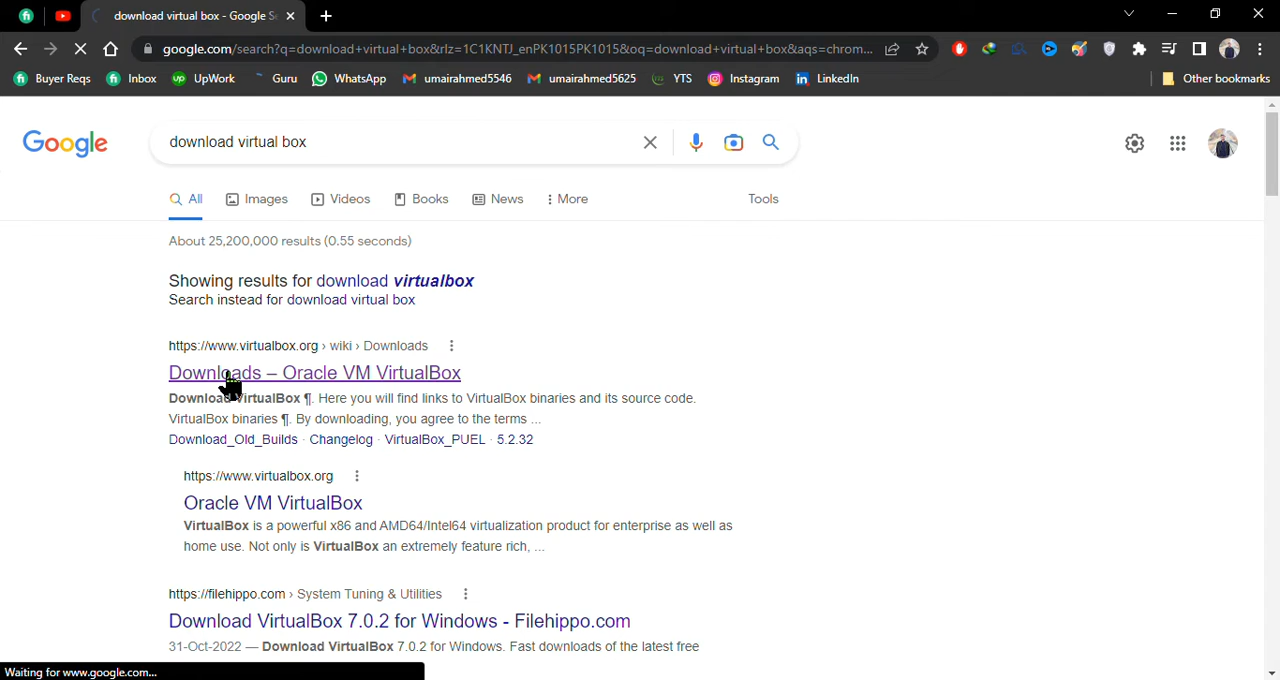 download virtual box - Google Se
google.com/search?q=download+virtual+box&rlz=1C1KNTJ_enPK1015PK1015&oq=download+virtual+box&aqs=chrom...
Buyer Reqs Inbox UpWork Guru WhatsApp umairahmed5546 umairahmed5625 YTS Instagram LinkedIn Other bookmarks
Google
download virtual box
All Images Videos Books News More Tools
About 25,200,000 results (0.55 seconds)
Showing results for download virtualbox
Search instead for download virtual box
https://www.virtualbox.org › wiki › Downloads
Downloads – Oracle VM VirtualBox
Download VirtualBox ¶. Here you will find links to VirtualBox binaries and its source code.
VirtualBox binaries ¶. By downloading, you agree to the terms ...
Download_Old_Builds · Changelog · VirtualBox_PUEL · 5.2.32
https://www.virtualbox.org
Oracle VM VirtualBox
VirtualBox is a powerful x86 and AMD64/Intel64 virtualization product for enterprise as well as
home use. Not only is VirtualBox an extremely feature rich, ...
https://filehippo.com › System Tuning & Utilities
Download VirtualBox 7.0.2 for Windows - Filehippo.com
31-Oct-2022 — Download VirtualBox 7.0.2 for Windows. Fast downloads of the latest free
Waiting for www.google.com...